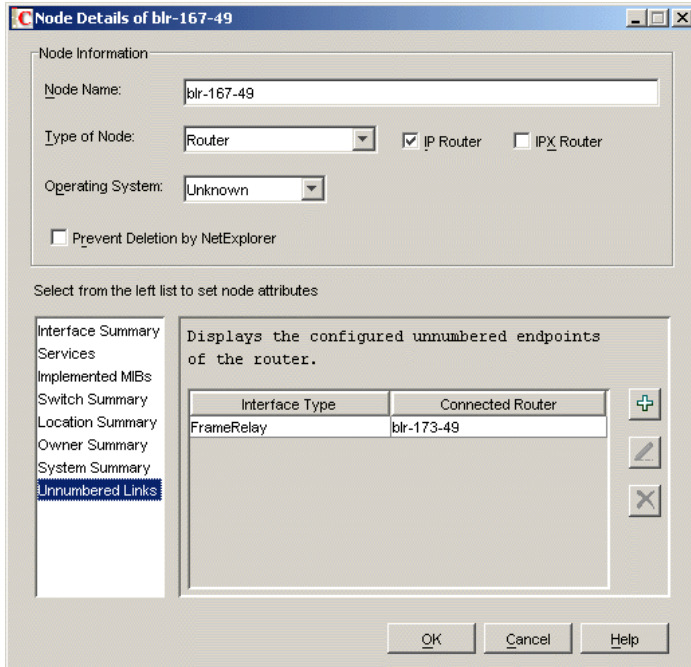 Node Details of blr-167-49
Node Information
Node Name: blr-167-49
Type of Node: Router IP Router IPX Router
Operating System: Unknown
Prevent Deletion by NetExplorer
Select from the left list to set node attributes
Interface Summary
Services
Implemented MIBs
Switch Summary
Location Summary
Owner Summary
System Summary
Unnumbered Links
Displays the configured unnumbered endpoints
of the router.
Interface Type Connected Router
FrameRelay blr-173-49
OK Cancel Help